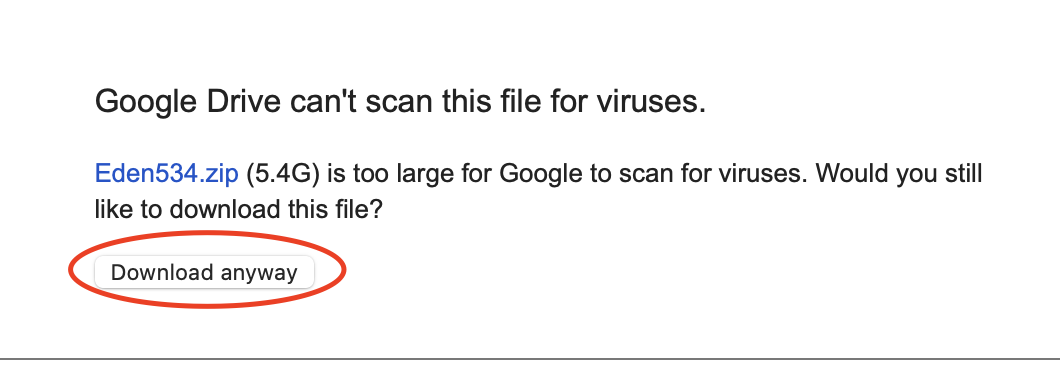 Google Drive can't scan this file for viruses.
Eden534.zip (5.4G) is too large for Google to scan for viruses. Would you still
like to download this file?
Download anyway